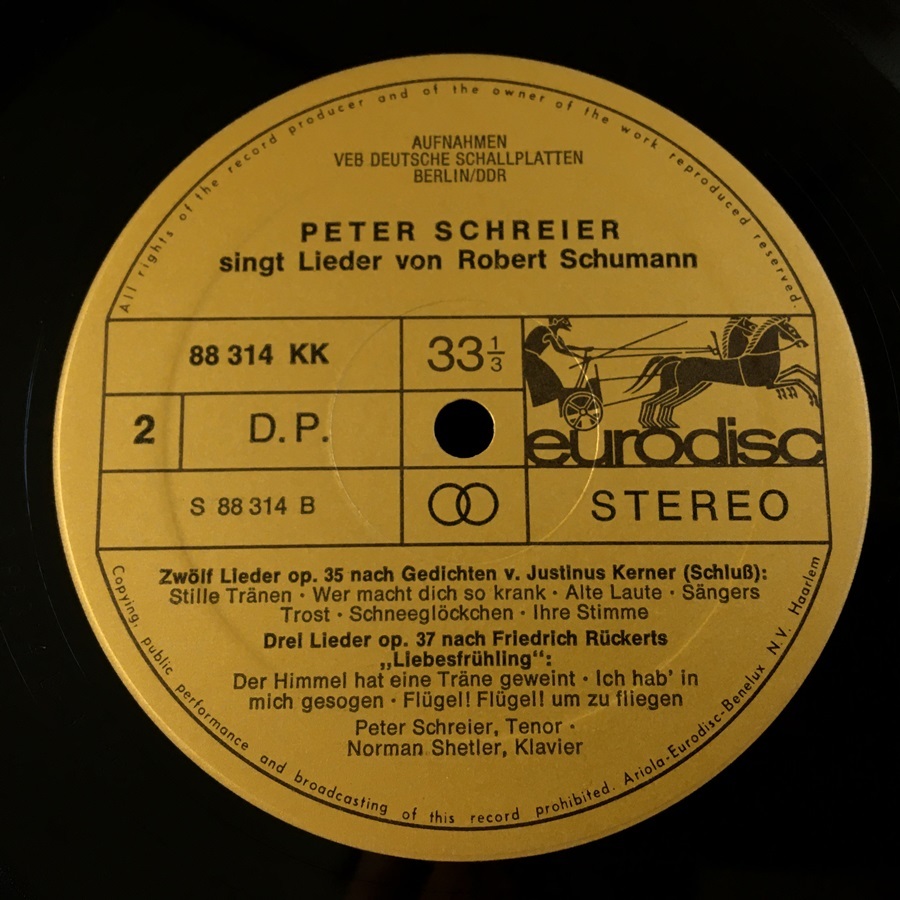 All rights of the record producer and of the owner of the work reproduced reserved.
AUFNAHMEN
VEB DEUTSCHE SCHALLPLATTEN
BERLIN/DDR
PETER SCHREIER
singt Lieder von Robert Schumann
88 314 KK
33 1/3
eurodisc
2
D. P.
S 88 314 B
STEREO
Zwölf Lieder op. 35 nach Gedichten v. Justinus Kerner (Schluß):
Stille Tränen · Wer macht dich so krank · Alte Laute · Sängers
Trost · Schneeglöckchen · Ihre Stimme
Drei Lieder op. 37 nach Friedrich Rückerts
„Liebesfrühling“:
Der Himmel hat eine Träne geweint · Ich hab’ in
mich gesogen · Flügel! Flügel! um zu fliegen
Peter Schreier, Tenor ·
Norman Shetler, Klavier
Copying, public performance and broadcasting of this record prohibited. Ariola-Eurodisc-Benelux N.V. Haarlem